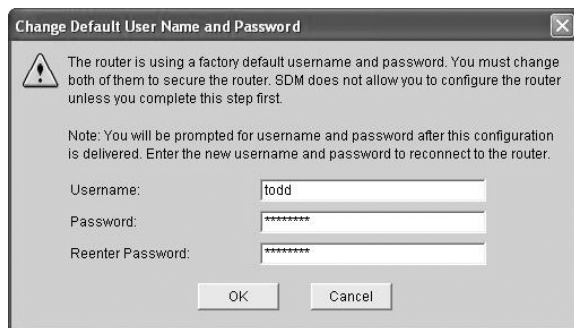 Change Default User Name and Password
The router is using a factory default username and password. You must change
both of them to secure the router. SDM does not allow you to configure the router
unless you complete this step first.
Note: You will be prompted for username and password after this configuration
is delivered. Enter the new username and password to reconnect to the router.
Username: todd
Password: ********
Reenter Password: ********
OK Cancel